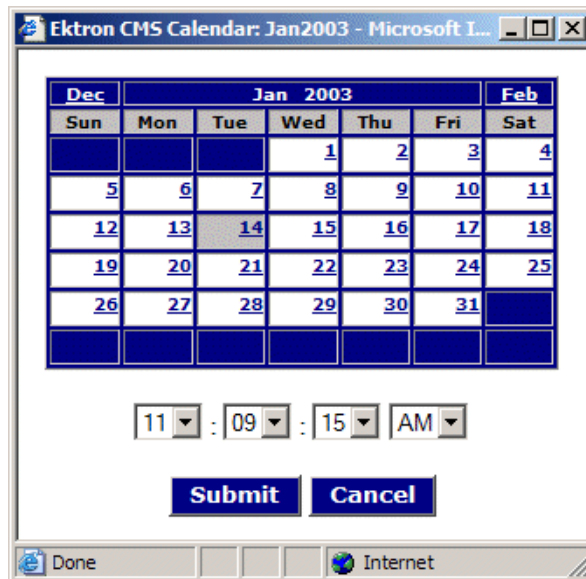 Ektron CMS Calendar: Jan2003 - Microsoft I...
Dec Jan 2003 Feb
Sun Mon Tue Wed Thu Fri Sat
1 2 3 4
5 6 7 8 9 10 11
12 13 14 15 16 17 18
19 20 21 22 23 24 25
26 27 28 29 30 31
11 : 09 : 15 AM
Submit Cancel
Done Internet